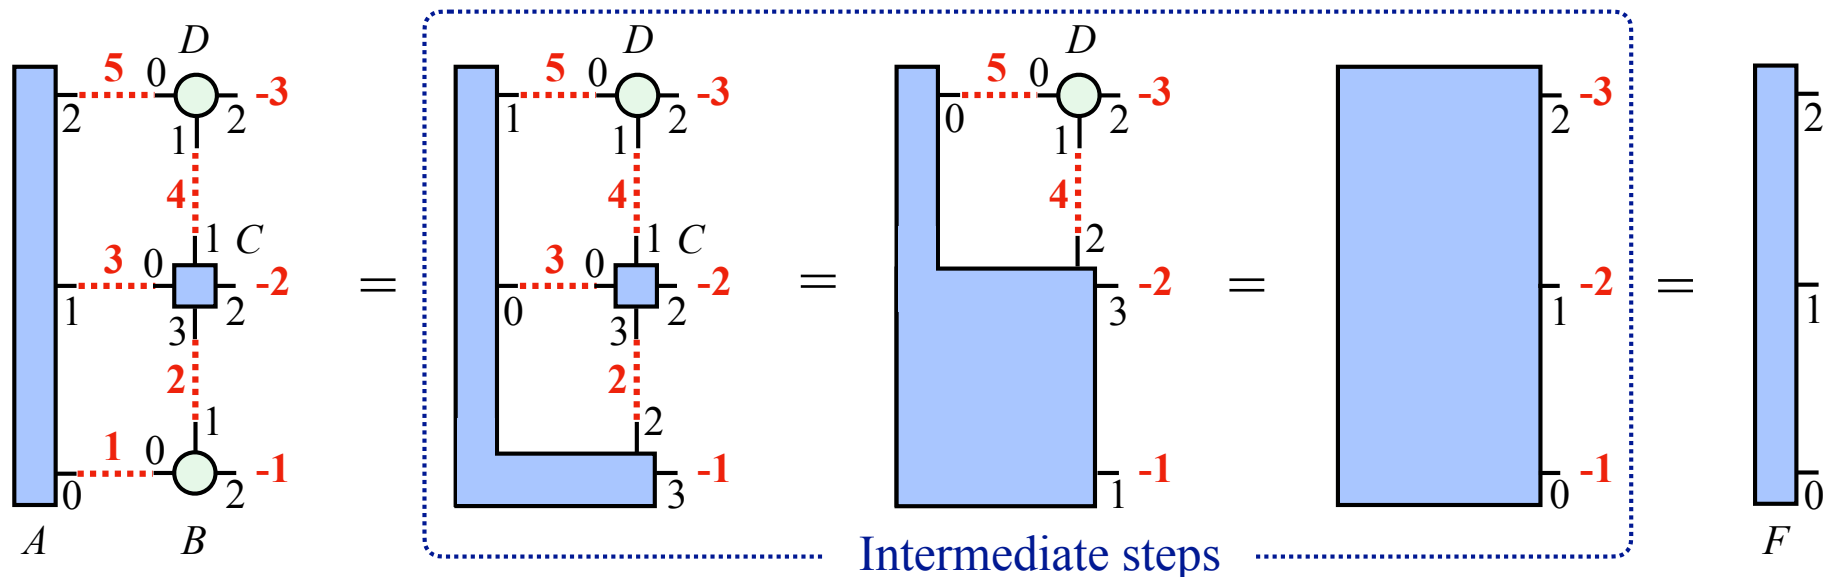 D D D
5 0 5 0 5 0
-3 -3 -3 -3
2 2 1 2 0 2 2 2
1 1 1
4 4 4
1 C 1 C 2
3 0 3 0
-2 -2 -2 -2
= = = =
1 2 0 2 3 1 1
3 3
2 2
1 2
1 0
-1 -1 -1 -1
0 2 3 1 0 0
A B Intermediate steps F